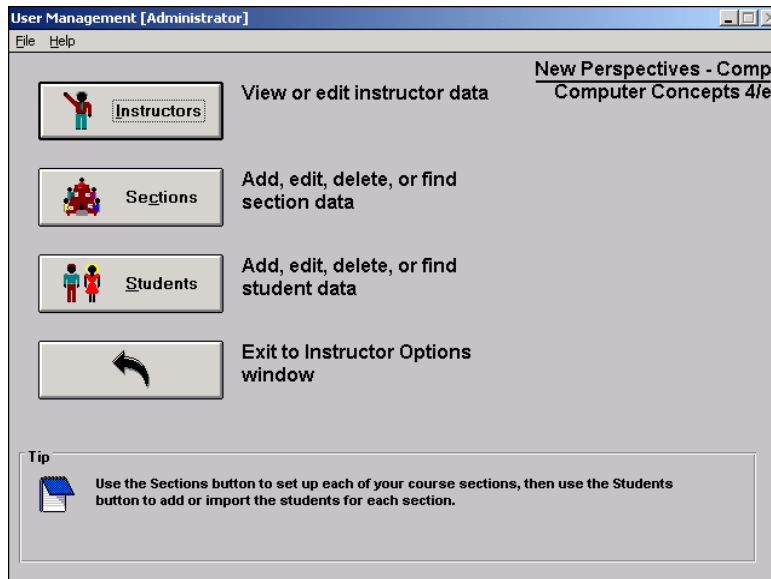 User Management [Administrator]
File Help
New Perspectives - Comp
Computer Concepts 4/e
Instructors
View or edit instructor data
Sections
Add, edit, delete, or find
section data
Students
Add, edit, delete, or find
student data
Exit to Instructor Options
window
Tip
Use the Sections button to set up each of your course sections, then use the Students
button to add or import the students for each section.